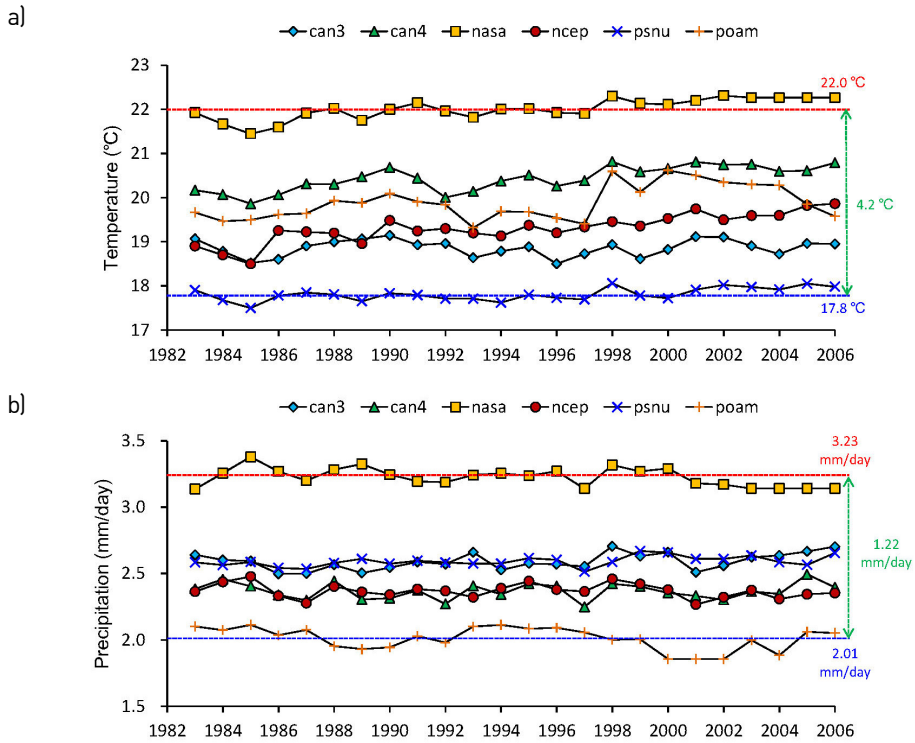 a)
can3 can4 nasa ncep psnu poam
23
22
21
20
19
18
17
Temperature (°C)
22.0 °C
4.2 °C
17.8 °C
1982 1984 1986 1988 1990 1992 1994 1996 1998 2000 2002 2004 2006
b)
can3 can4 nasa ncep psnu poam
3.5
3.0
2.5
2.0
1.5
Precipitation (mm/day)
3.23
mm/day
1.22
mm/day
2.01
mm/day
1982 1984 1986 1988 1990 1992 1994 1996 1998 2000 2002 2004 2006